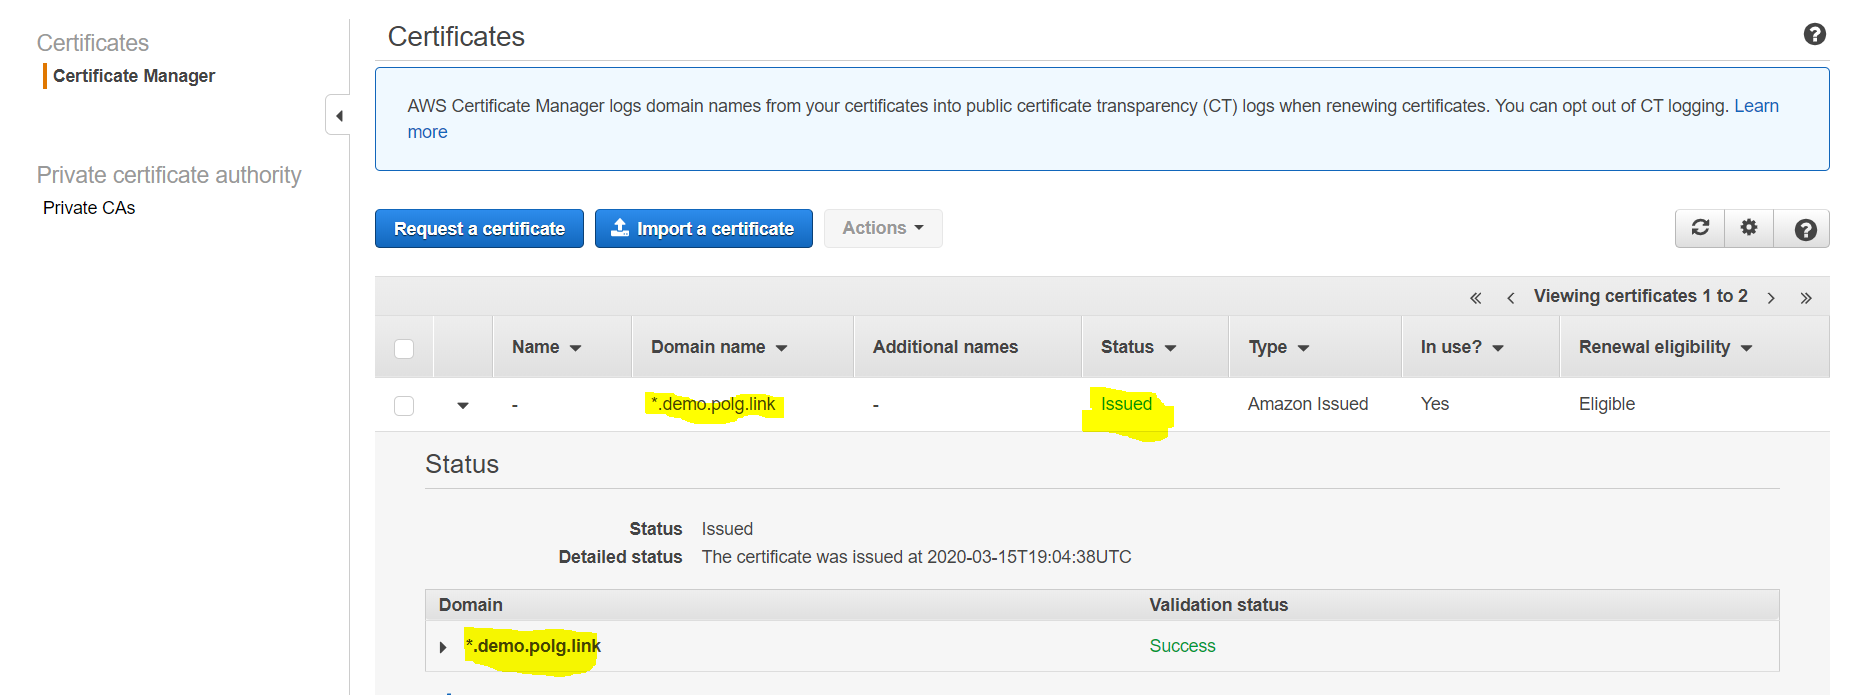 Certificates
Certificate Manager
Private certificate authority
Private CAs
Certificates
AWS Certificate Manager logs domain names from your certificates into public certificate transparency (CT) logs when renewing certificates. You can opt out of CT logging. Learn
more
Request a certificate Import a certificate Actions
« ‹ Viewing certificates 1 to 2 › »
Name Domain name Additional names Status Type In use? Renewal eligibility
- *.demo.polg.link - Issued Amazon Issued Yes Eligible
Status
Status Issued
Detailed status The certificate was issued at 2020-03-15T19:04:38UTC
Domain Validation status
*.demo.polg.link Success